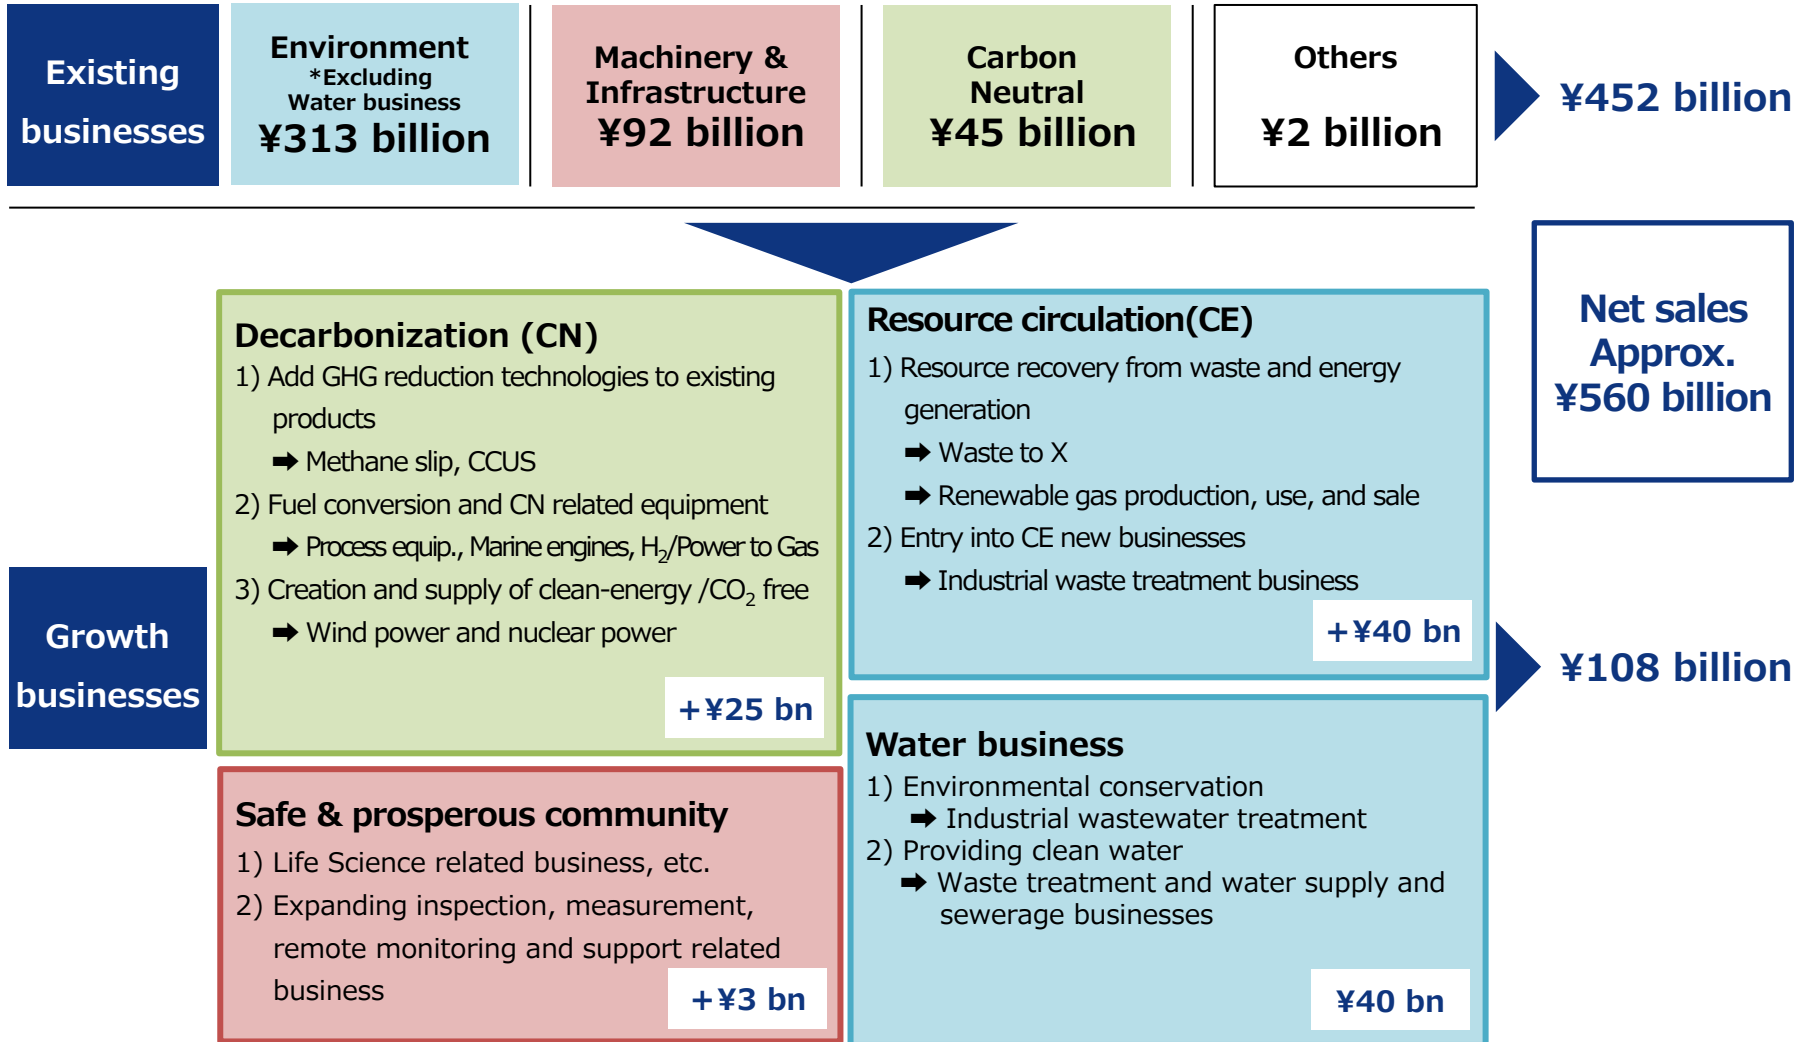 Existing
businesses
Environment
*Excluding
Water business
¥313 billion
Machinery &
Infrastructure
¥92 billion
Carbon
Neutral
¥45 billion
Others
¥2 billion
¥452 billion
Net sales
Approx.
¥560 billion
Growth
businesses
Decarbonization (CN)
1) Add GHG reduction technologies to existing
products
➡ Methane slip, CCUS
2) Fuel conversion and CN related equipment
➡ Process equip., Marine engines, H₂/Power to Gas
3) Creation and supply of clean-energy /CO₂ free
➡ Wind power and nuclear power
+¥25 bn
Resource circulation(CE)
1) Resource recovery from waste and energy
generation
➡ Waste to X
➡ Renewable gas production, use, and sale
2) Entry into CE new businesses
➡ Industrial waste treatment business
+¥40 bn
Safe & prosperous community
1) Life Science related business, etc.
2) Expanding inspection, measurement,
remote monitoring and support related
business
+¥3 bn
Water business
1) Environmental conservation
➡ Industrial wastewater treatment
2) Providing clean water
➡ Waste treatment and water supply and
sewerage businesses
¥40 bn
¥108 billion